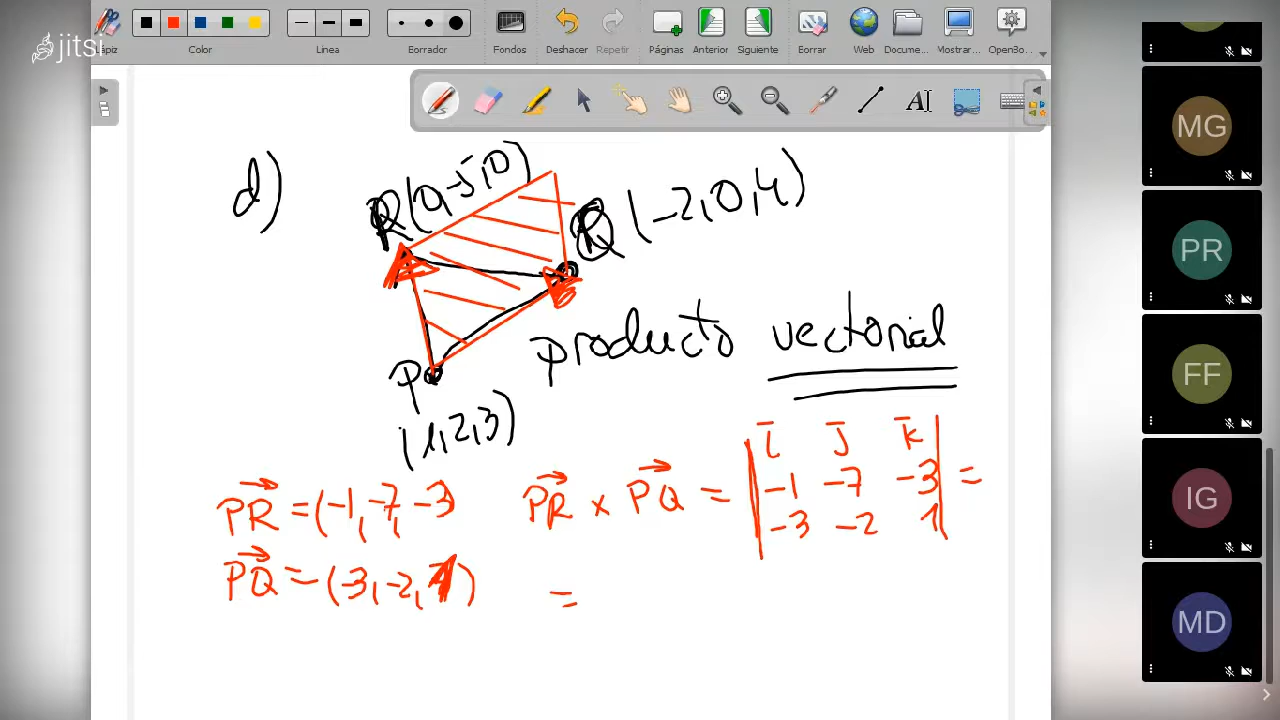 jitsi
Lápiz Color Línea Borrador Fondos Deshacer Repetir Páginas Anterior Siguiente Borrar Web Docume... Mostrar... OpenBo...
d)
R(0,-5,0)
Q(-2,0,4)
producto vectorial
P
(1,2,3)
i j k
PR = (-1, -7, -3 PR x PQ = -1 -7 -3 =
-3 -2 1
PQ = (-3, -2, 1) =
MG
PR
FF
IG
MD